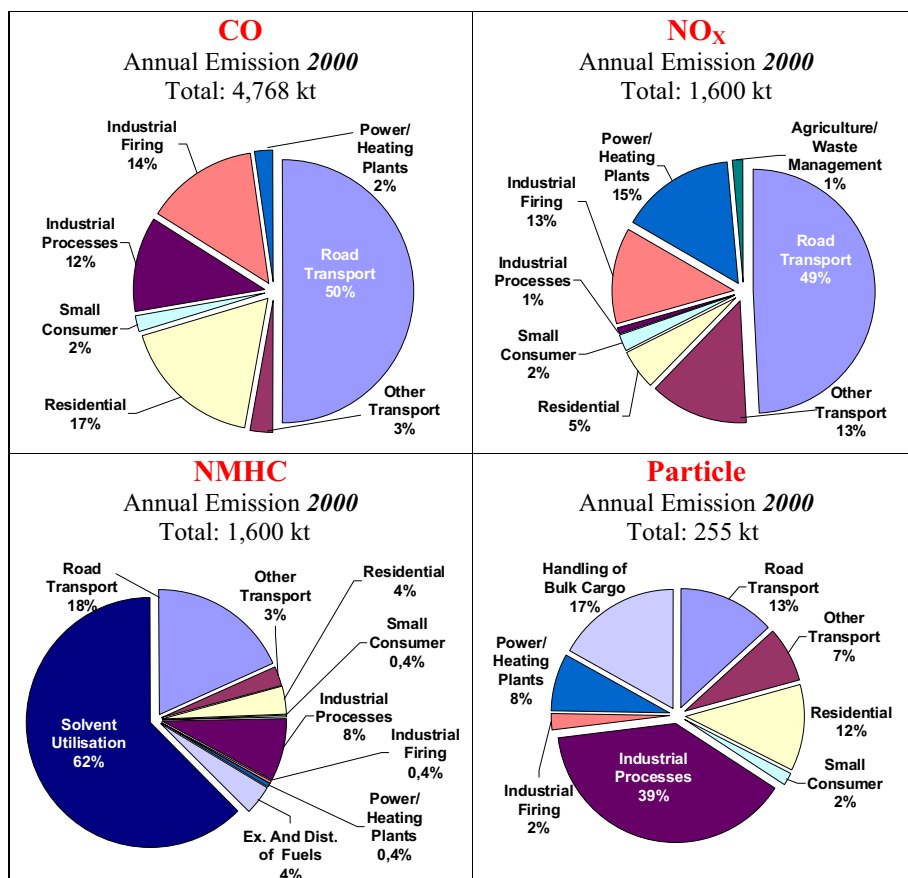 CO
Annual Emission 2000
Total: 4,768 kt
Industrial
Firing
14%
Power/
Heating
Plants
2%
Industrial
Processes
12%
Road
Transport
50%
Small
Consumer
2%
Residential
17%
Other
Transport
3%
NOX
Annual Emission 2000
Total: 1,600 kt
Power/
Heating
Plants
15%
Agriculture/
Waste
Management
1%
Industrial
Firing
13%
Road
Transport
49%
Industrial
Processes
1%
Small
Consumer
2%
Residential
5%
Other
Transport
13%
NMHC
Annual Emission 2000
Total: 1,600 kt
Road
Transport
18%
Other
Transport
3%
Residential
4%
Small
Consumer
0,4%
Industrial
Processes
8%
Solvent
Utilisation
62%
Industrial
Firing
0,4%
Power/
Heating
Plants
0,4%
Ex. And Dist.
of Fuels
4%
Particle
Annual Emission 2000
Total: 255 kt
Handling of
Bulk Cargo
17%
Road
Transport
13%
Other
Transport
7%
Power/
Heating
Plants
8%
Residential
12%
Industrial
Processes
39%
Small
Consumer
2%
Industrial
Firing
2%